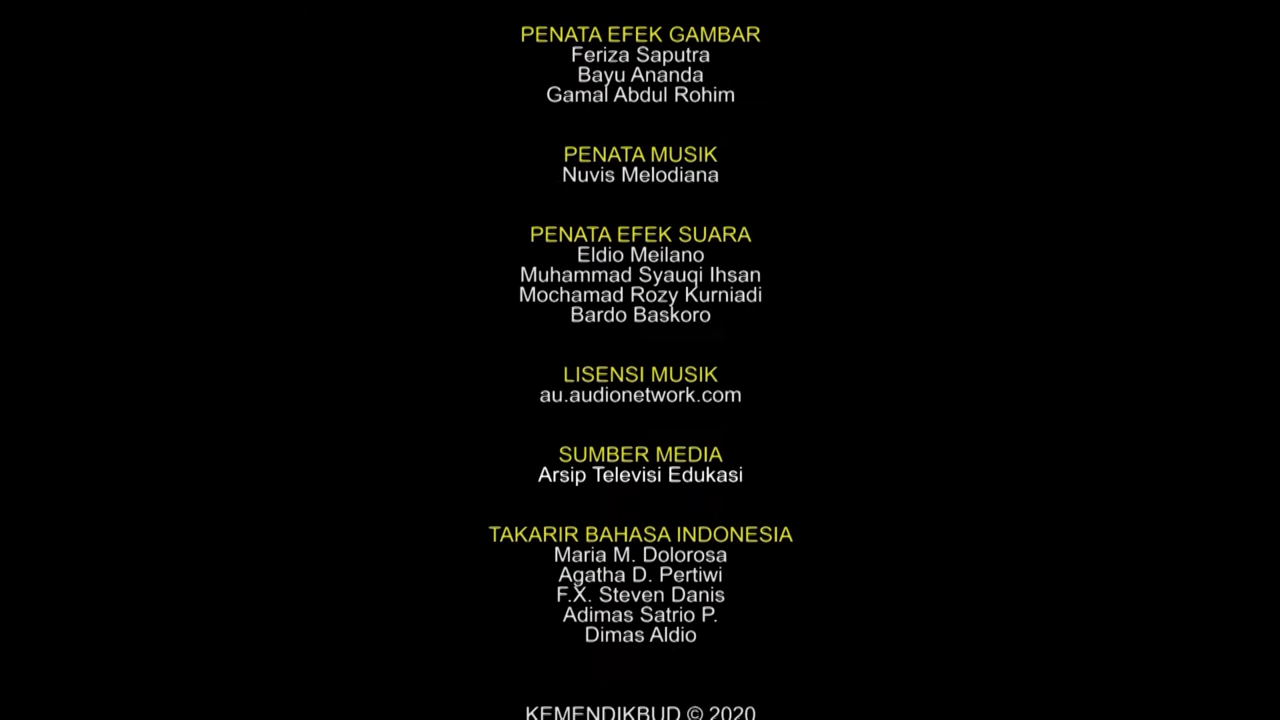 PENATA EFEK GAMBAR
Feriza Saputra
Bayu Ananda
Gamal Abdul Rohim
PENATA MUSIK
Nuvis Melodiana
PENATA EFEK SUARA
Eldio Meilano
Muhammad Syauqi Ihsan
Mochamad Rozy Kurniadi
Bardo Baskoro
LISENSI MUSIK
au.audionetwork.com
SUMBER MEDIA
Arsip Televisi Edukasi
TAKARIR BAHASA INDONESIA
Maria M. Dolorosa
Agatha D. Pertiwi
F.X. Steven Danis
Adimas Satrio P.
Dimas Aldio
KEMENDIKBUD © 2020